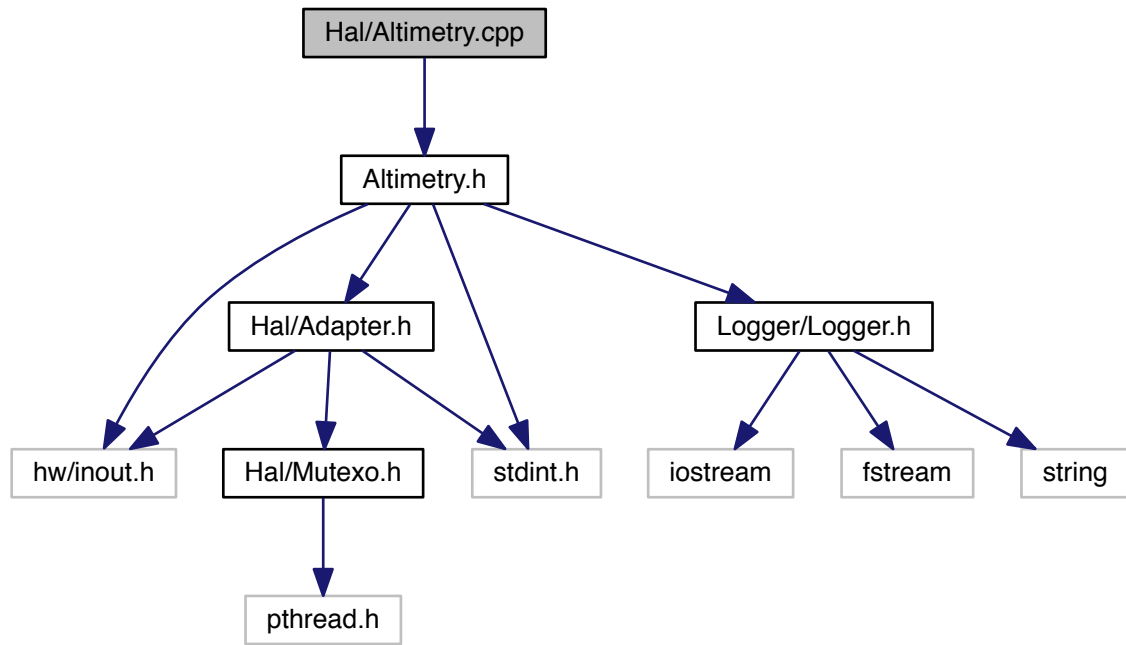 Hal/Altimetry.cpp
Altimetry.h
Hal/Adapter.h
Logger/Logger.h
hw/inout.h
Hal/Mutexo.h
stdint.h
iostream
fstream
string
pthread.h